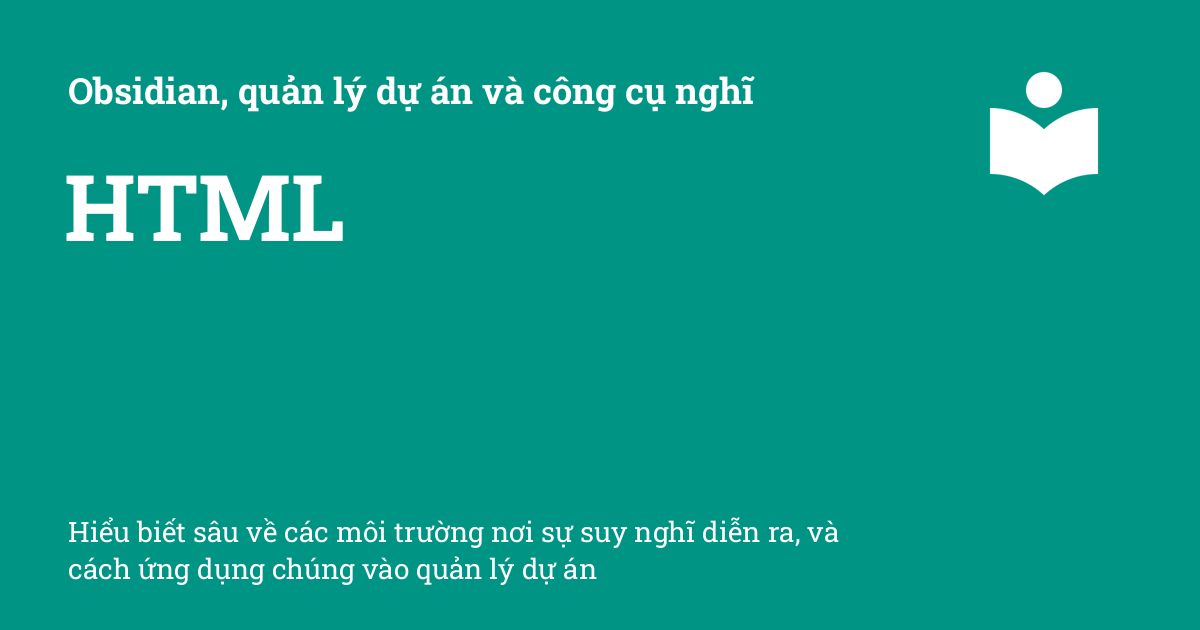 Obsidian, quản lý dự án và công cụ nghĩ
HTML
Hiểu biết sâu về các môi trường nơi sự suy nghĩ diễn ra, và
cách ứng dụng chúng vào quản lý dự án